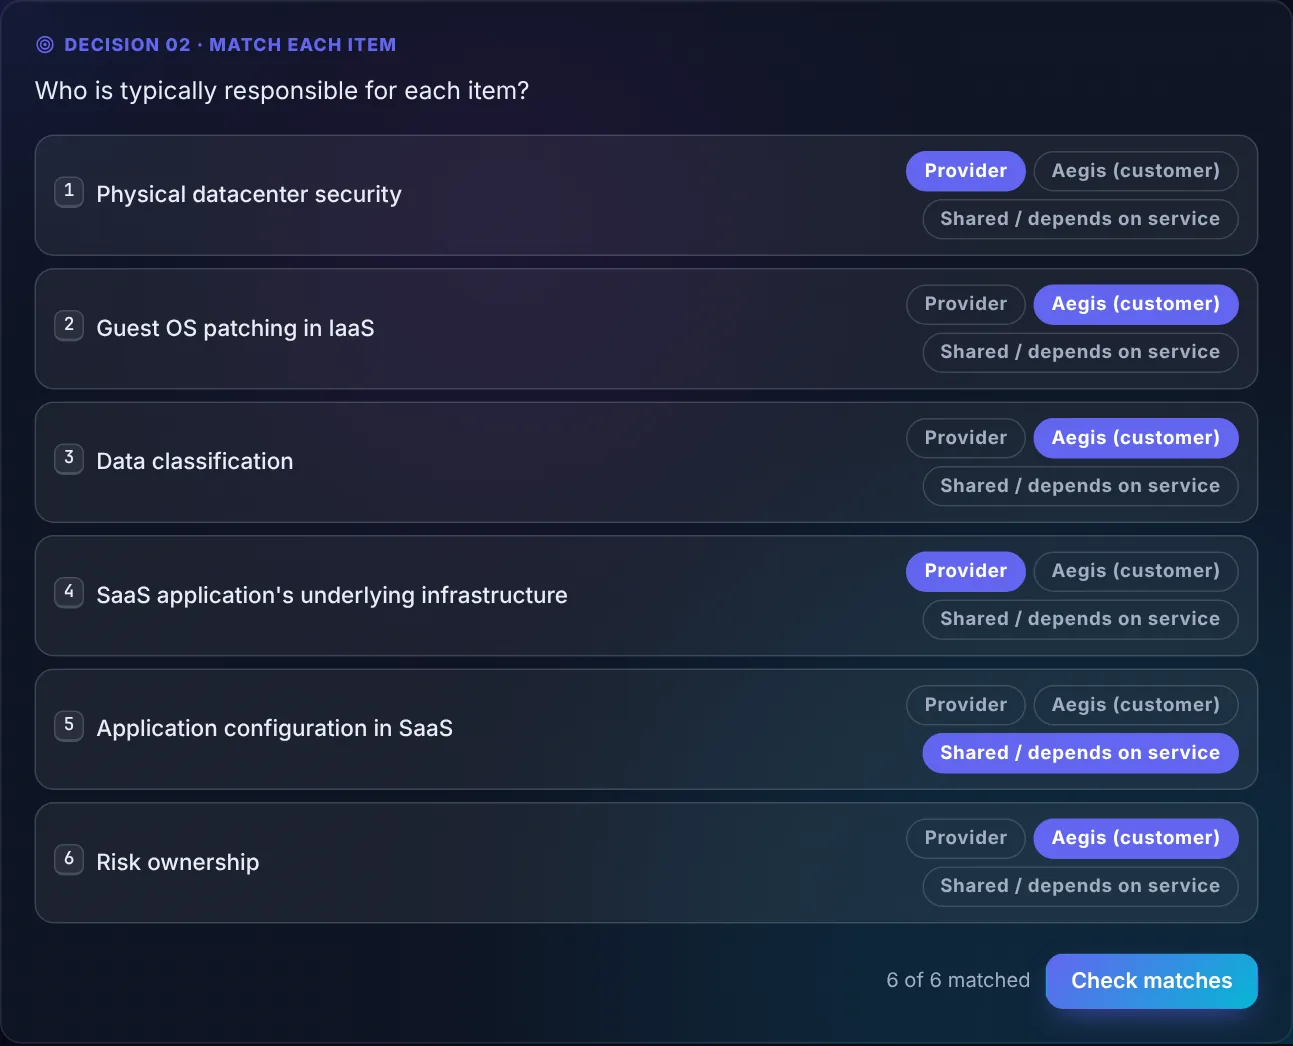 DECISION 02 · MATCH EACH ITEM
Who is typically responsible for each item?
1 Physical datacenter security
Provider Aegis (customer)
Shared / depends on service
2 Guest OS patching in IaaS
Provider Aegis (customer)
Shared / depends on service
3 Data classification
Provider Aegis (customer)
Shared / depends on service
4 SaaS application's underlying infrastructure
Provider Aegis (customer)
Shared / depends on service
5 Application configuration in SaaS
Provider Aegis (customer)
Shared / depends on service
6 Risk ownership
Provider Aegis (customer)
Shared / depends on service
6 of 6 matched Check matches